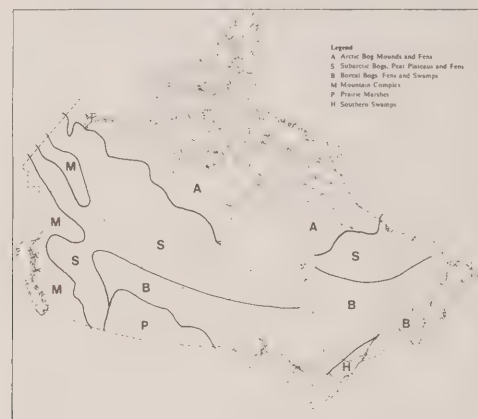 Legend
A Arctic Bog Mounds and Fens
S Subarctic Bogs, Peat Plateaus and Fens
B Boreal Bogs Fens and Swamps
M Mountain Complex
P Prairie Marshes
H Southern Swamps
M
A
M
A
S
S
S
M
B
B
B
P
H